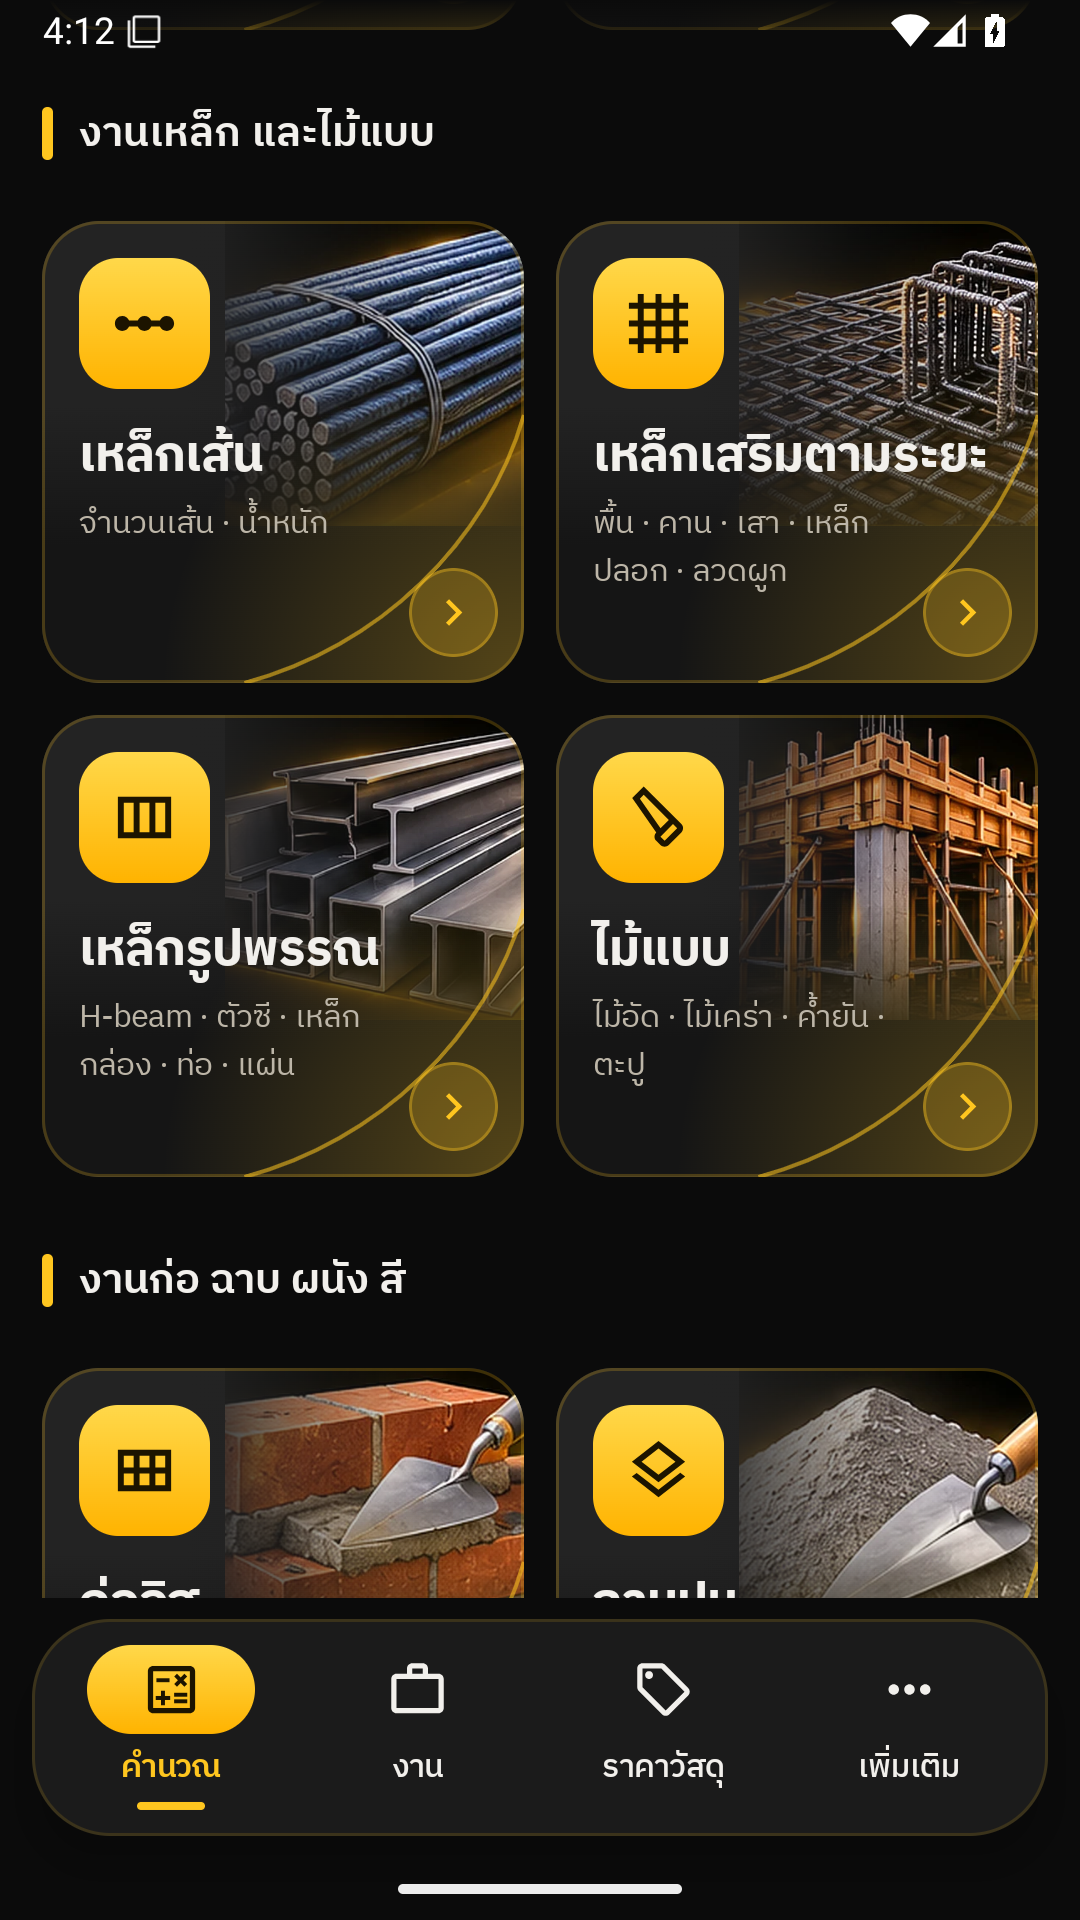 4:12
งานเหล็ก และไม้แบบ
เหล็กเส้น
จำนวนเส้น · น้ำหนัก
เหล็กเสริมตามระยะ
พื้น · คาน · เสา · เหล็ก
ปลอก · ลวดผูก
เหล็กรูปพรรณ
H-beam · ตัวซี · เหล็ก
กล่อง · ท่อ · แผ่น
ไม้แบบ
ไม้อัด · ไม้เคร่า · ค้ำยัน ·
ตะปู
งานก่อ ฉาบ ผนัง สี
คำนวณ
งาน
ราคาวัสดุ
เพิ่มเติม